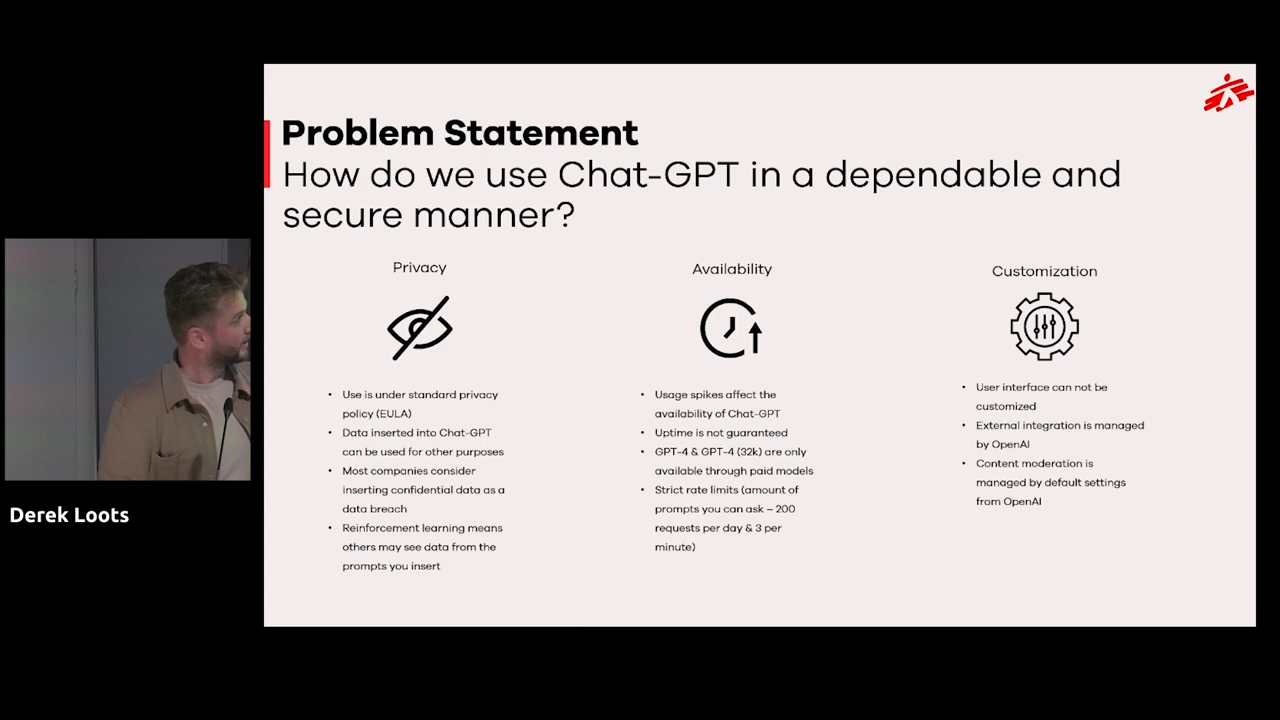 Problem Statement
How do we use Chat-GPT in a dependable and
secure manner?
Privacy
• Use is under standard privacy
policy (EULA)
• Data inserted into Chat-GPT
can be used for other purposes
• Most companies consider
inserting confidential data as a
data breach
• Reinforcement learning means
others may see data from the
prompts you insert
Availability
• Usage spikes affect the
availability of Chat-GPT
• Uptime is not guaranteed
• GPT-4 & GPT-4 (32k) are only
available through paid models
• Strict rate limits (amount of
prompts you can ask – 200
requests per day & 3 per
minute)
Customization
• User interface can not be
customized
• External integration is managed
by OpenAI
• Content moderation is
managed by default settings
from OpenAI
Derek Loots